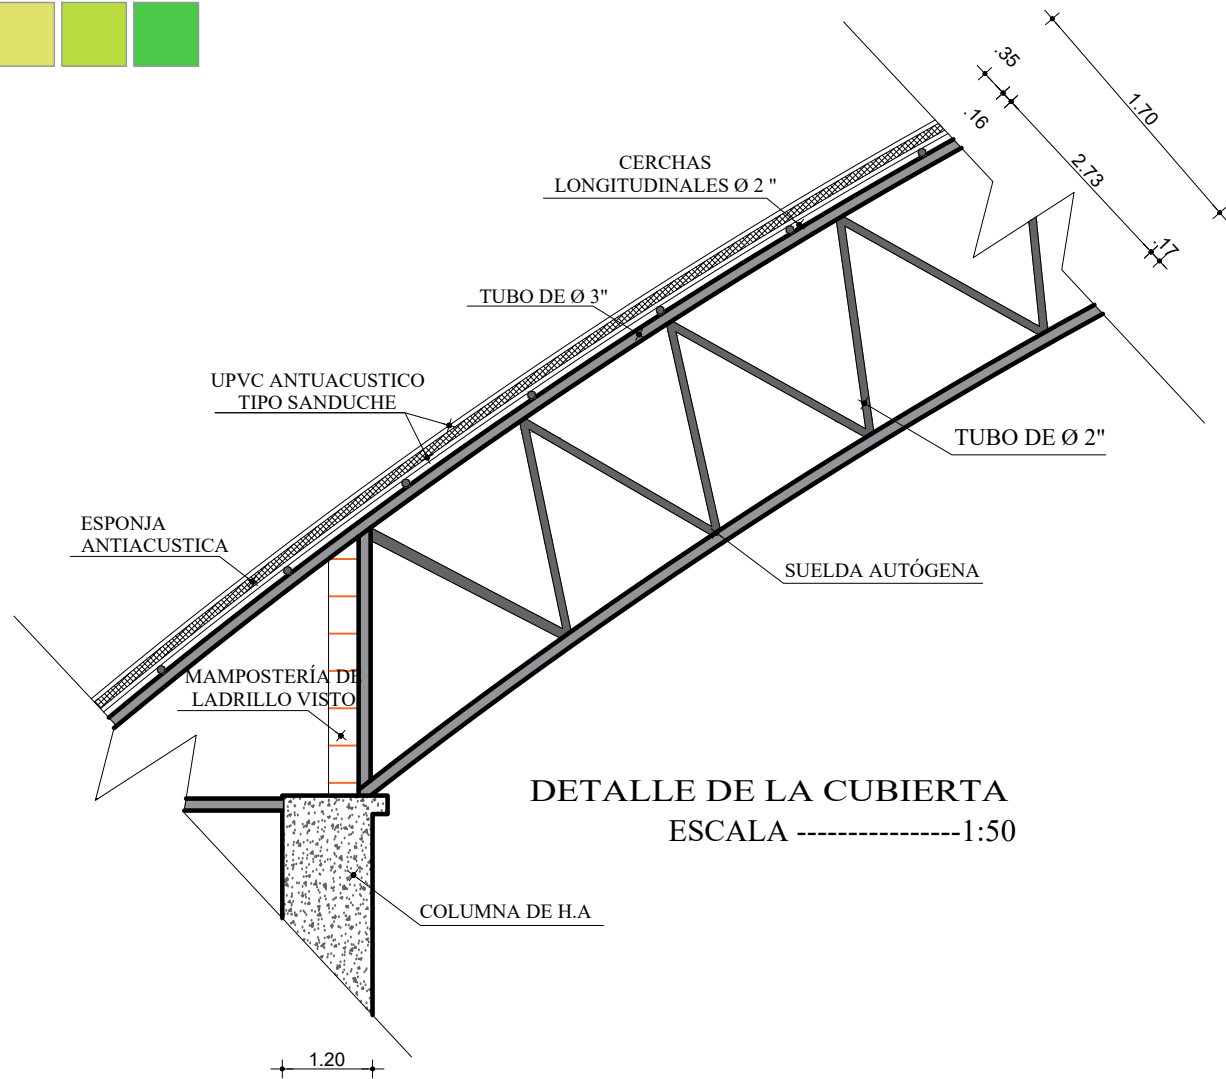 .35
.16
1.70
2.73
.17
CERCHAS
LONGITUDINALES Ø 2 "
TUBO DE Ø 3"
UPVC ANTUACUSTICO
TIPO SANDUCHE
TUBO DE Ø 2"
ESPONJA
ANTIACUSTICA
SUELDA AUTÓGENA
MAMPOSTERÍA DE
LADRILLO VISTO
DETALLE DE LA CUBIERTA
ESCALA ----------------1:50
COLUMNA DE H.A
1.20